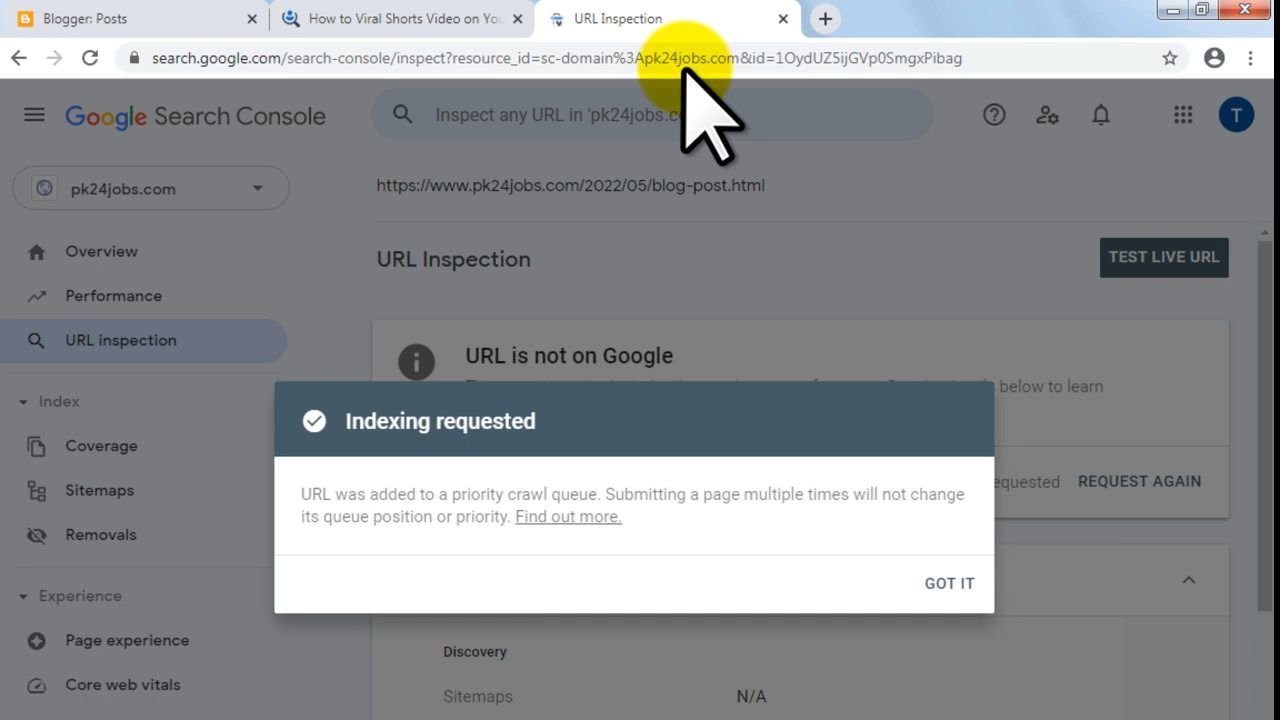 Blogger: Posts
How to Viral Shorts Video on You
URL Inspection
search.google.com/search-console/inspect?resource_id=sc-domain%3Apk24jobs.com&id=1OydUZ5ijGVp0SmgxPibag
Google Search Console
Inspect any URL in 'pk24jobs.c
T
pk24jobs.com
https://www.pk24jobs.com/2022/05/blog-post.html
Overview
Performance
URL inspection
Index
Coverage
Sitemaps
Removals
Experience
Page experience
Core web vitals
URL Inspection
TEST LIVE URL
URL is not on Google
below to learn
equested
REQUEST AGAIN
Indexing requested
URL was added to a priority crawl queue. Submitting a page multiple times will not change
its queue position or priority. Find out more.
GOT IT
Discovery
Sitemaps N/A